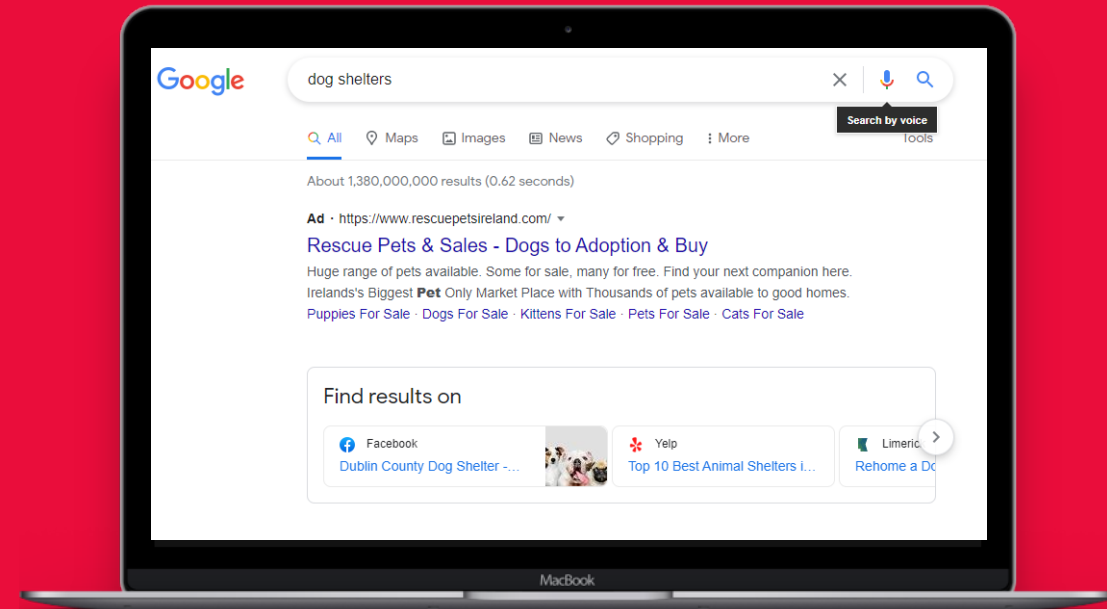 Google
dog shelters
Search by voice
All Maps Images News Shopping More Tools
About 1,380,000,000 results (0.62 seconds)
Ad · https://www.rescuepetsireland.com/
Rescue Pets & Sales - Dogs to Adoption & Buy
Huge range of pets available. Some for sale, many for free. Find your next companion here.
Irelands's Biggest Pet Only Market Place with Thousands of pets available to good homes.
Puppies For Sale · Dogs For Sale · Kittens For Sale · Pets For Sale · Cats For Sale
Find results on
Facebook
Dublin County Dog Shelter -...
Yelp
Top 10 Best Animal Shelters i...
Limeric
Rehome a Do
MacBook